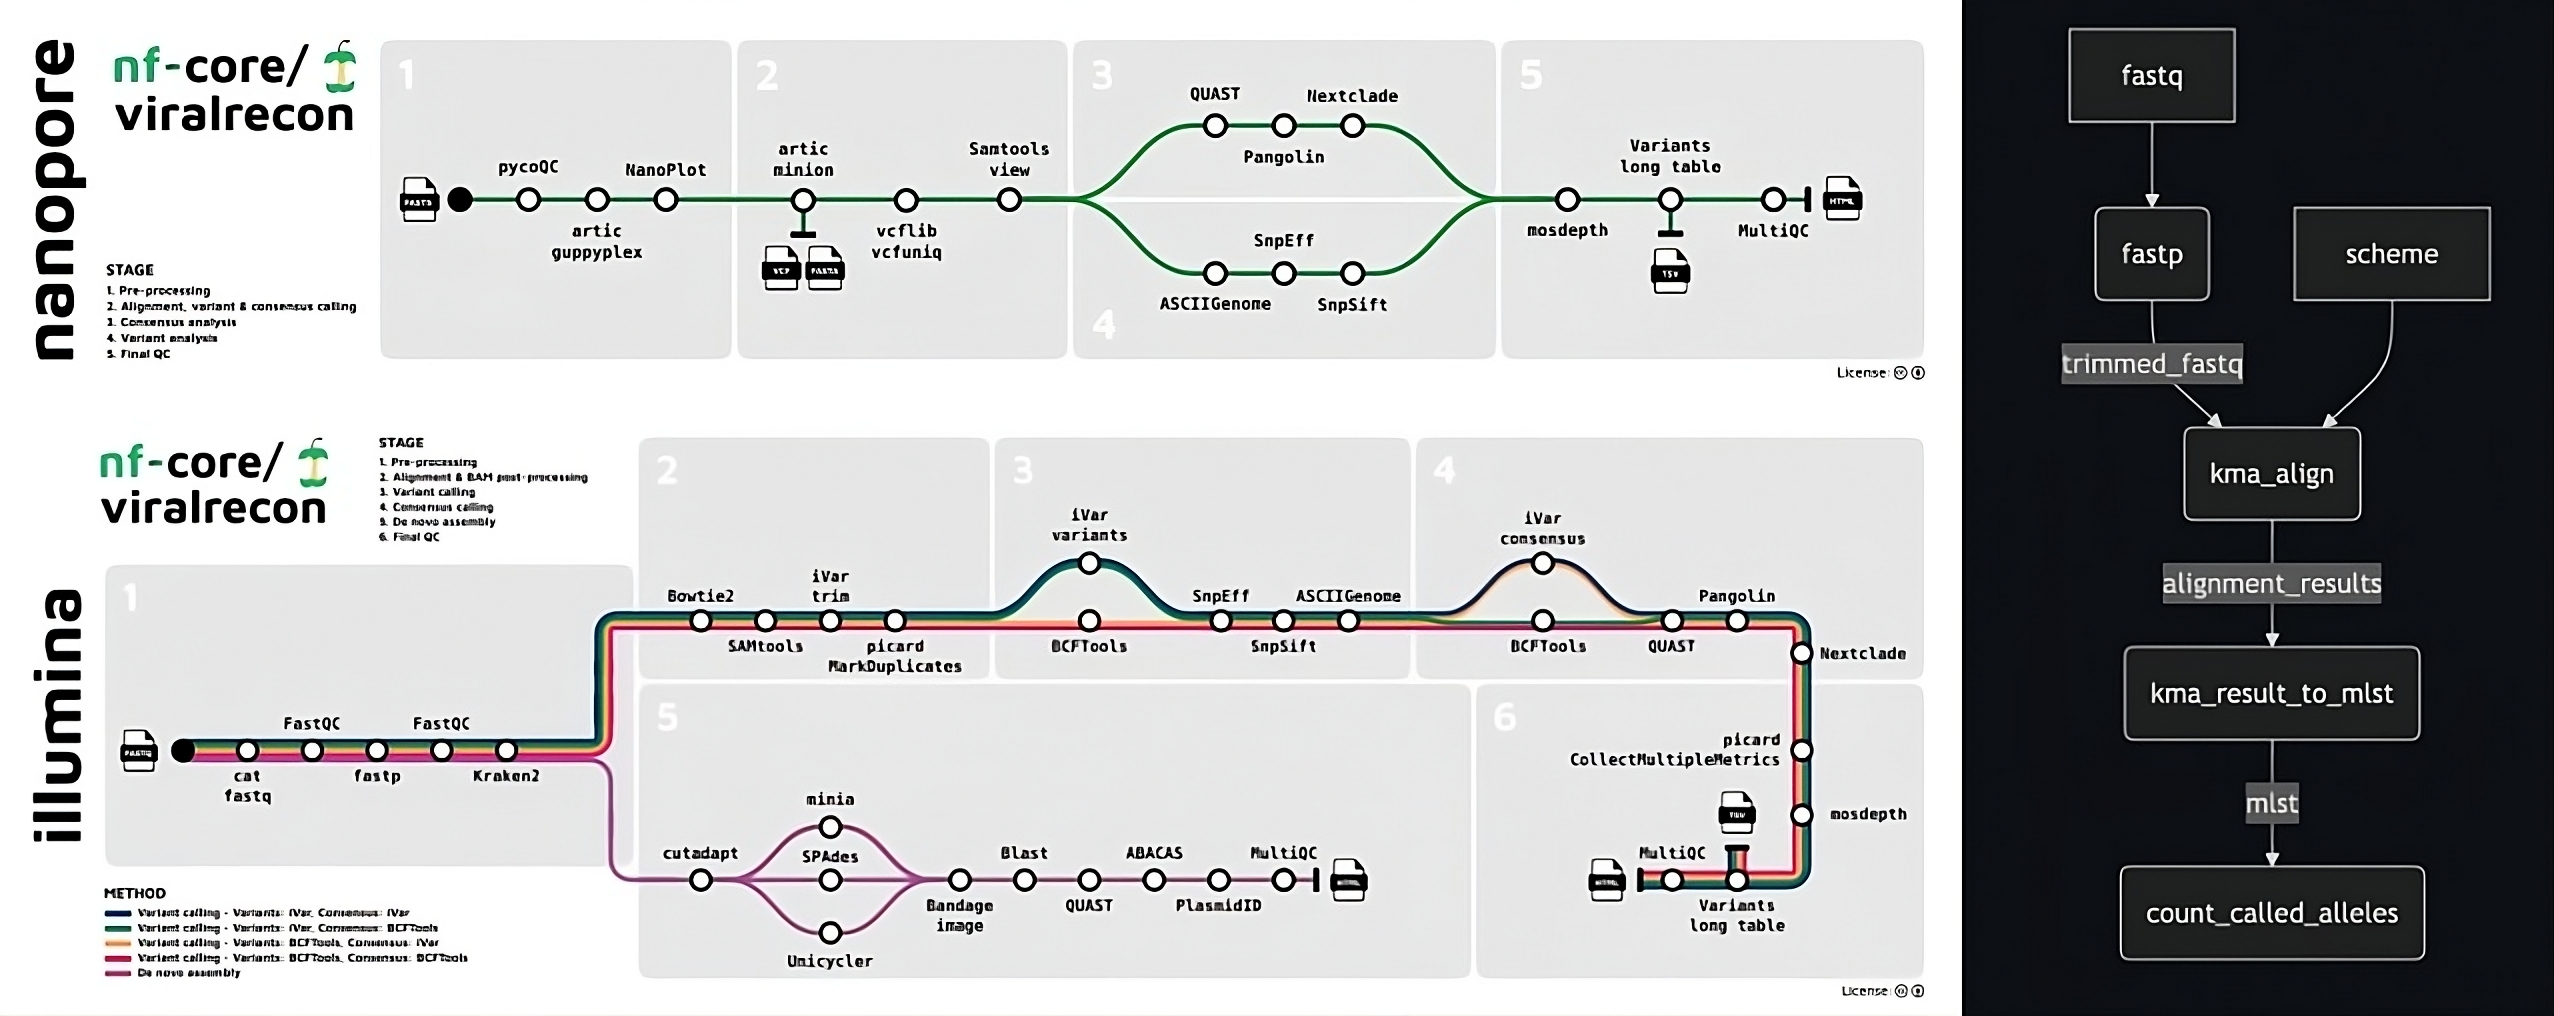 nanopore
nf-core/
viralrecon
STAGE
1. Pre-processing
2. Alignment, variant & consensus calling
3. Consensus analysis
4. Variant analysis
5. Final QC
1
FASTQ
pycoQC
artic
guppyplex
NanoPlot
2
artic
minion
VCF
FASTA
vcflib
vcfuniq
Samtools
view
3
QUAST
Pangolin
Nextclade
4
ASCIIGenome
SnpEff
SnpSift
5
mosdepth
Variants
long table
TSV
MultiQC
HTML
License:
illumina
nf-core/
viralrecon
STAGE
1. Pre-processing
2. Alignment & BAM post-processing
3. Variant calling
4. Consensus calling
5. De novo assembly
6. Final QC
1
FASTQ
cat
fastq
FastQC
fastp
FastQC
Kraken2
2
Bowtie2
SAMtools
iVar
trim
picard
MarkDuplicates
3
iVar
variants
BCFTools
SnpEff
SnpSift
ASCIIGenome
4
iVar
consensus
BCFTools
QUAST
Pangolin
Nextclade
5
cutadapt
minia
SPAdes
Unicycler
Bandage
image
Blast
QUAST
ABACAS
PlasmidID
MultiQC
6
picard
CollectMultipleMetrics
mosdepth
MultiQC
Variants
long table
METHOD
Variant calling - Variants: iVar, Consensus: iVar
Variant calling - Variants: iVar, Consensus: BCFTools
Variant calling - Variants: BCFTools, Consensus: iVar
Variant calling - Variants: BCFTools, Consensus: BCFTools
De novo assembly
License:
fastq
fastp
scheme
trimmed_fastq
kma_align
alignment_results
kma_result_to_mlst
mlst
count_called_alleles